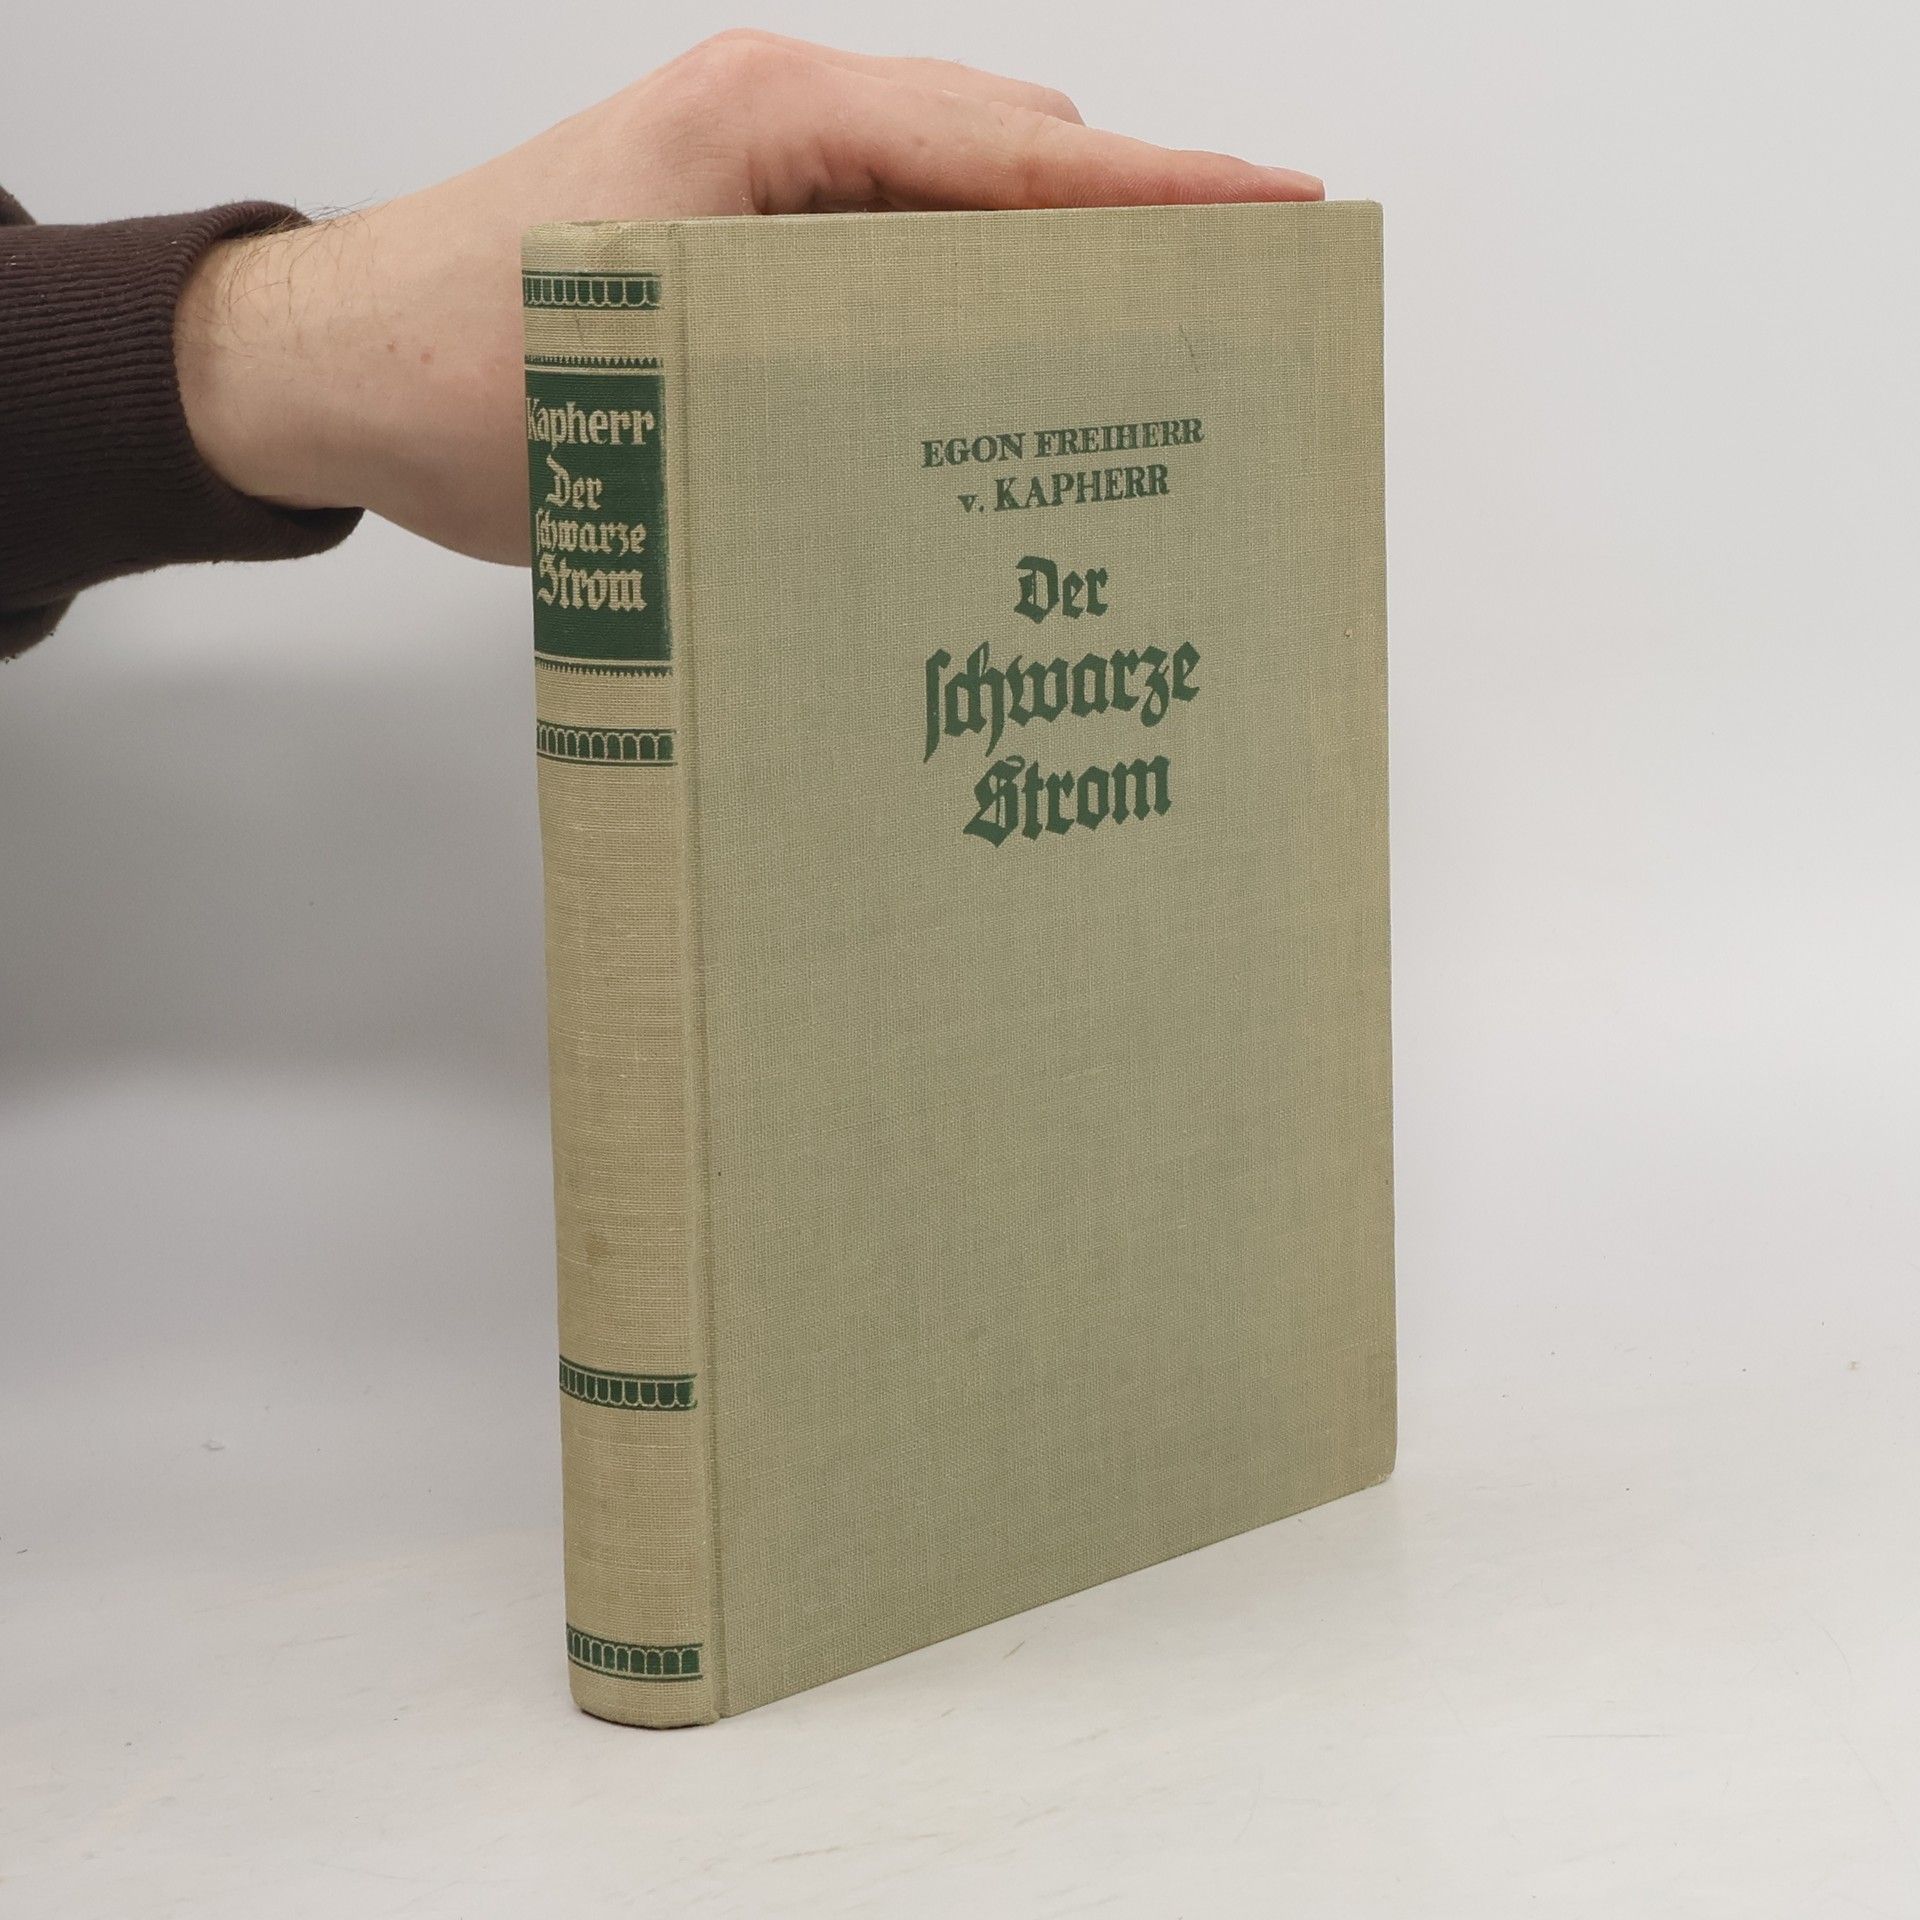 Kapherr
Der
schwarze
Strom
EGON FREIHERR
v. KAPHERR
Der
schwarze
Strom